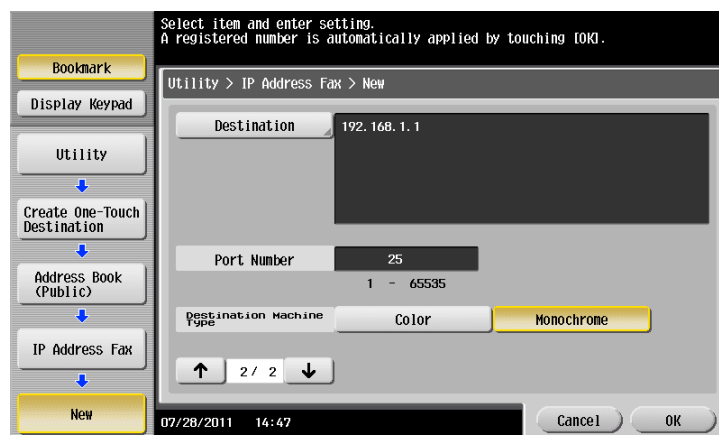 Select item and enter setting.
A registered number is automatically applied by touching [OK].
Bookmark
Display Keypad
Utility
Create One-Touch
Destination
Address Book
(Public)
IP Address Fax
New
Utility > IP Address Fax > New
Destination
192.168.1.1
Port Number
25
1 - 65535
Destination Machine
Type
Color
Monochrome
↑ 2/ 2 ↓
07/28/2011 14:47
Cancel
OK